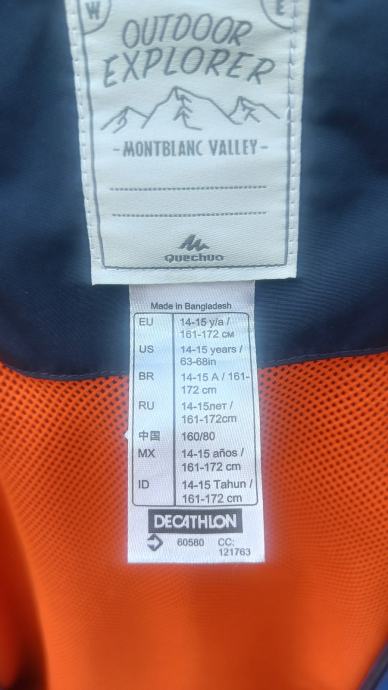 W E
OUTDOOR
EXPLORER
-MONTBLANC VALLEY-
Quechua
Made in Bangladesh
EU 14-15 y/a /
161-172 см
US 14-15 years /
63-68in
BR 14-15 A / 161-
172 cm
RU 14-15лет /
161-172cm
中国 160/80
MX 14-15 años /
161-172 cm
ID 14-15 Tahun /
161-172 cm
DECATHLON
60580 CC:
121763